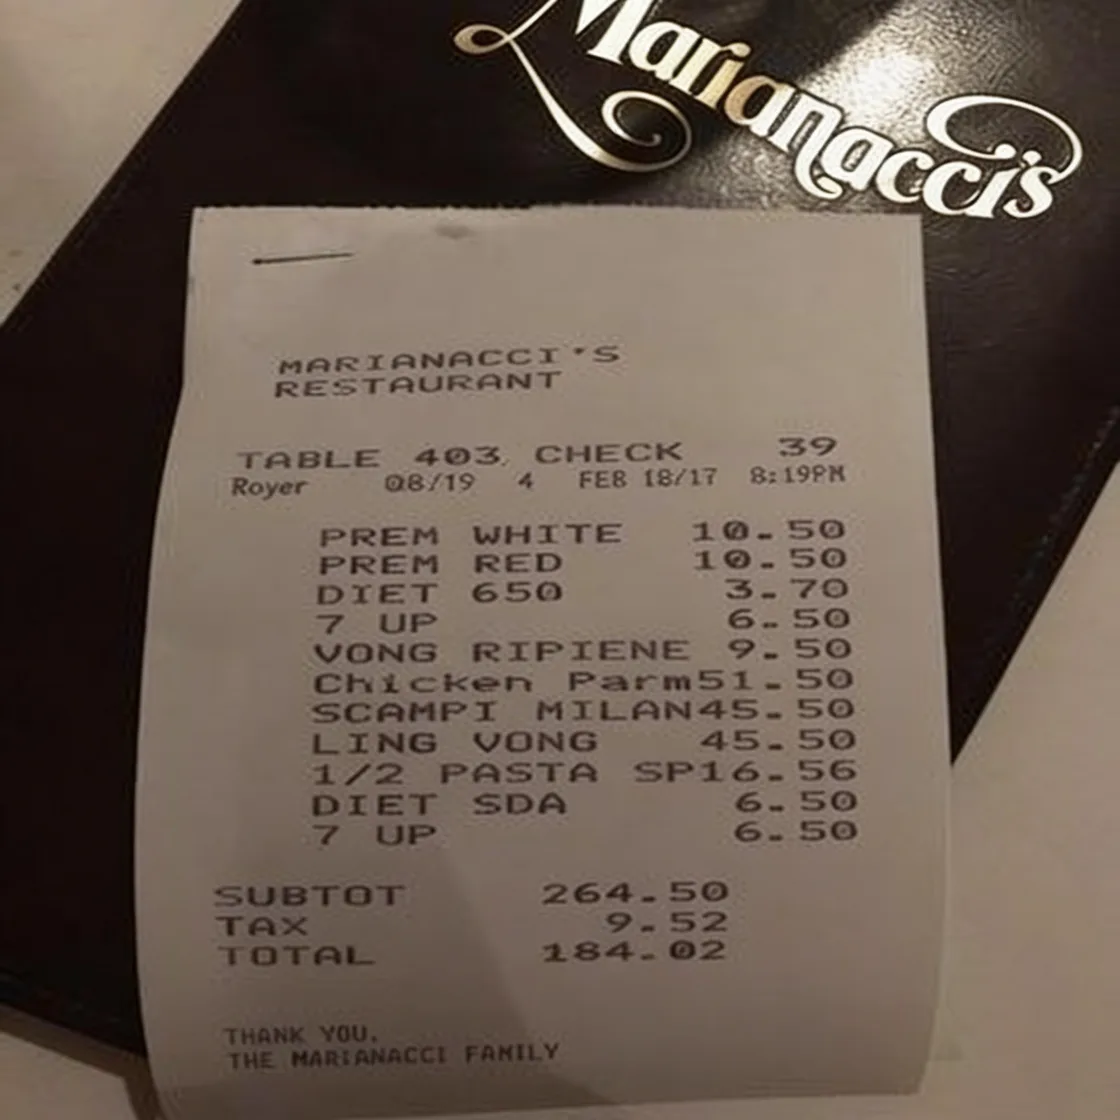 Marianacci's
MARIANACCI'S
RESTAURANT
TABLE 403 CHECK 39
Royer 08/19 4 FEB 18/17 8:19PM
PREM WHITE 10.50
PREM RED 10.50
DIET 650 3.70
7 UP 6.50
VONG RIPIENE 9.50
Chicken Parm51.50
SCAMPI MILAN45.50
LING VONG 45.50
1/2 PASTA SP16.56
DIET SDA 6.50
7 UP 6.50
SUBTOT 264.50
TAX 9.52
TOTAL 184.02
THANK YOU,
THE MARIANACCI FAMILY